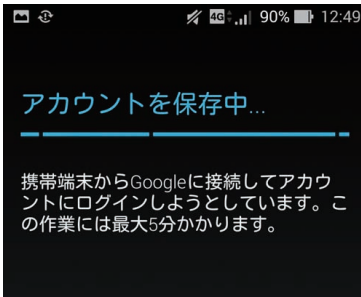 4G 90% 12:49
アカウントを保存中...
携帯端末からGoogleに接続してアカウ
ントにログインしようとしています。こ
の作業には最大5分かかります。